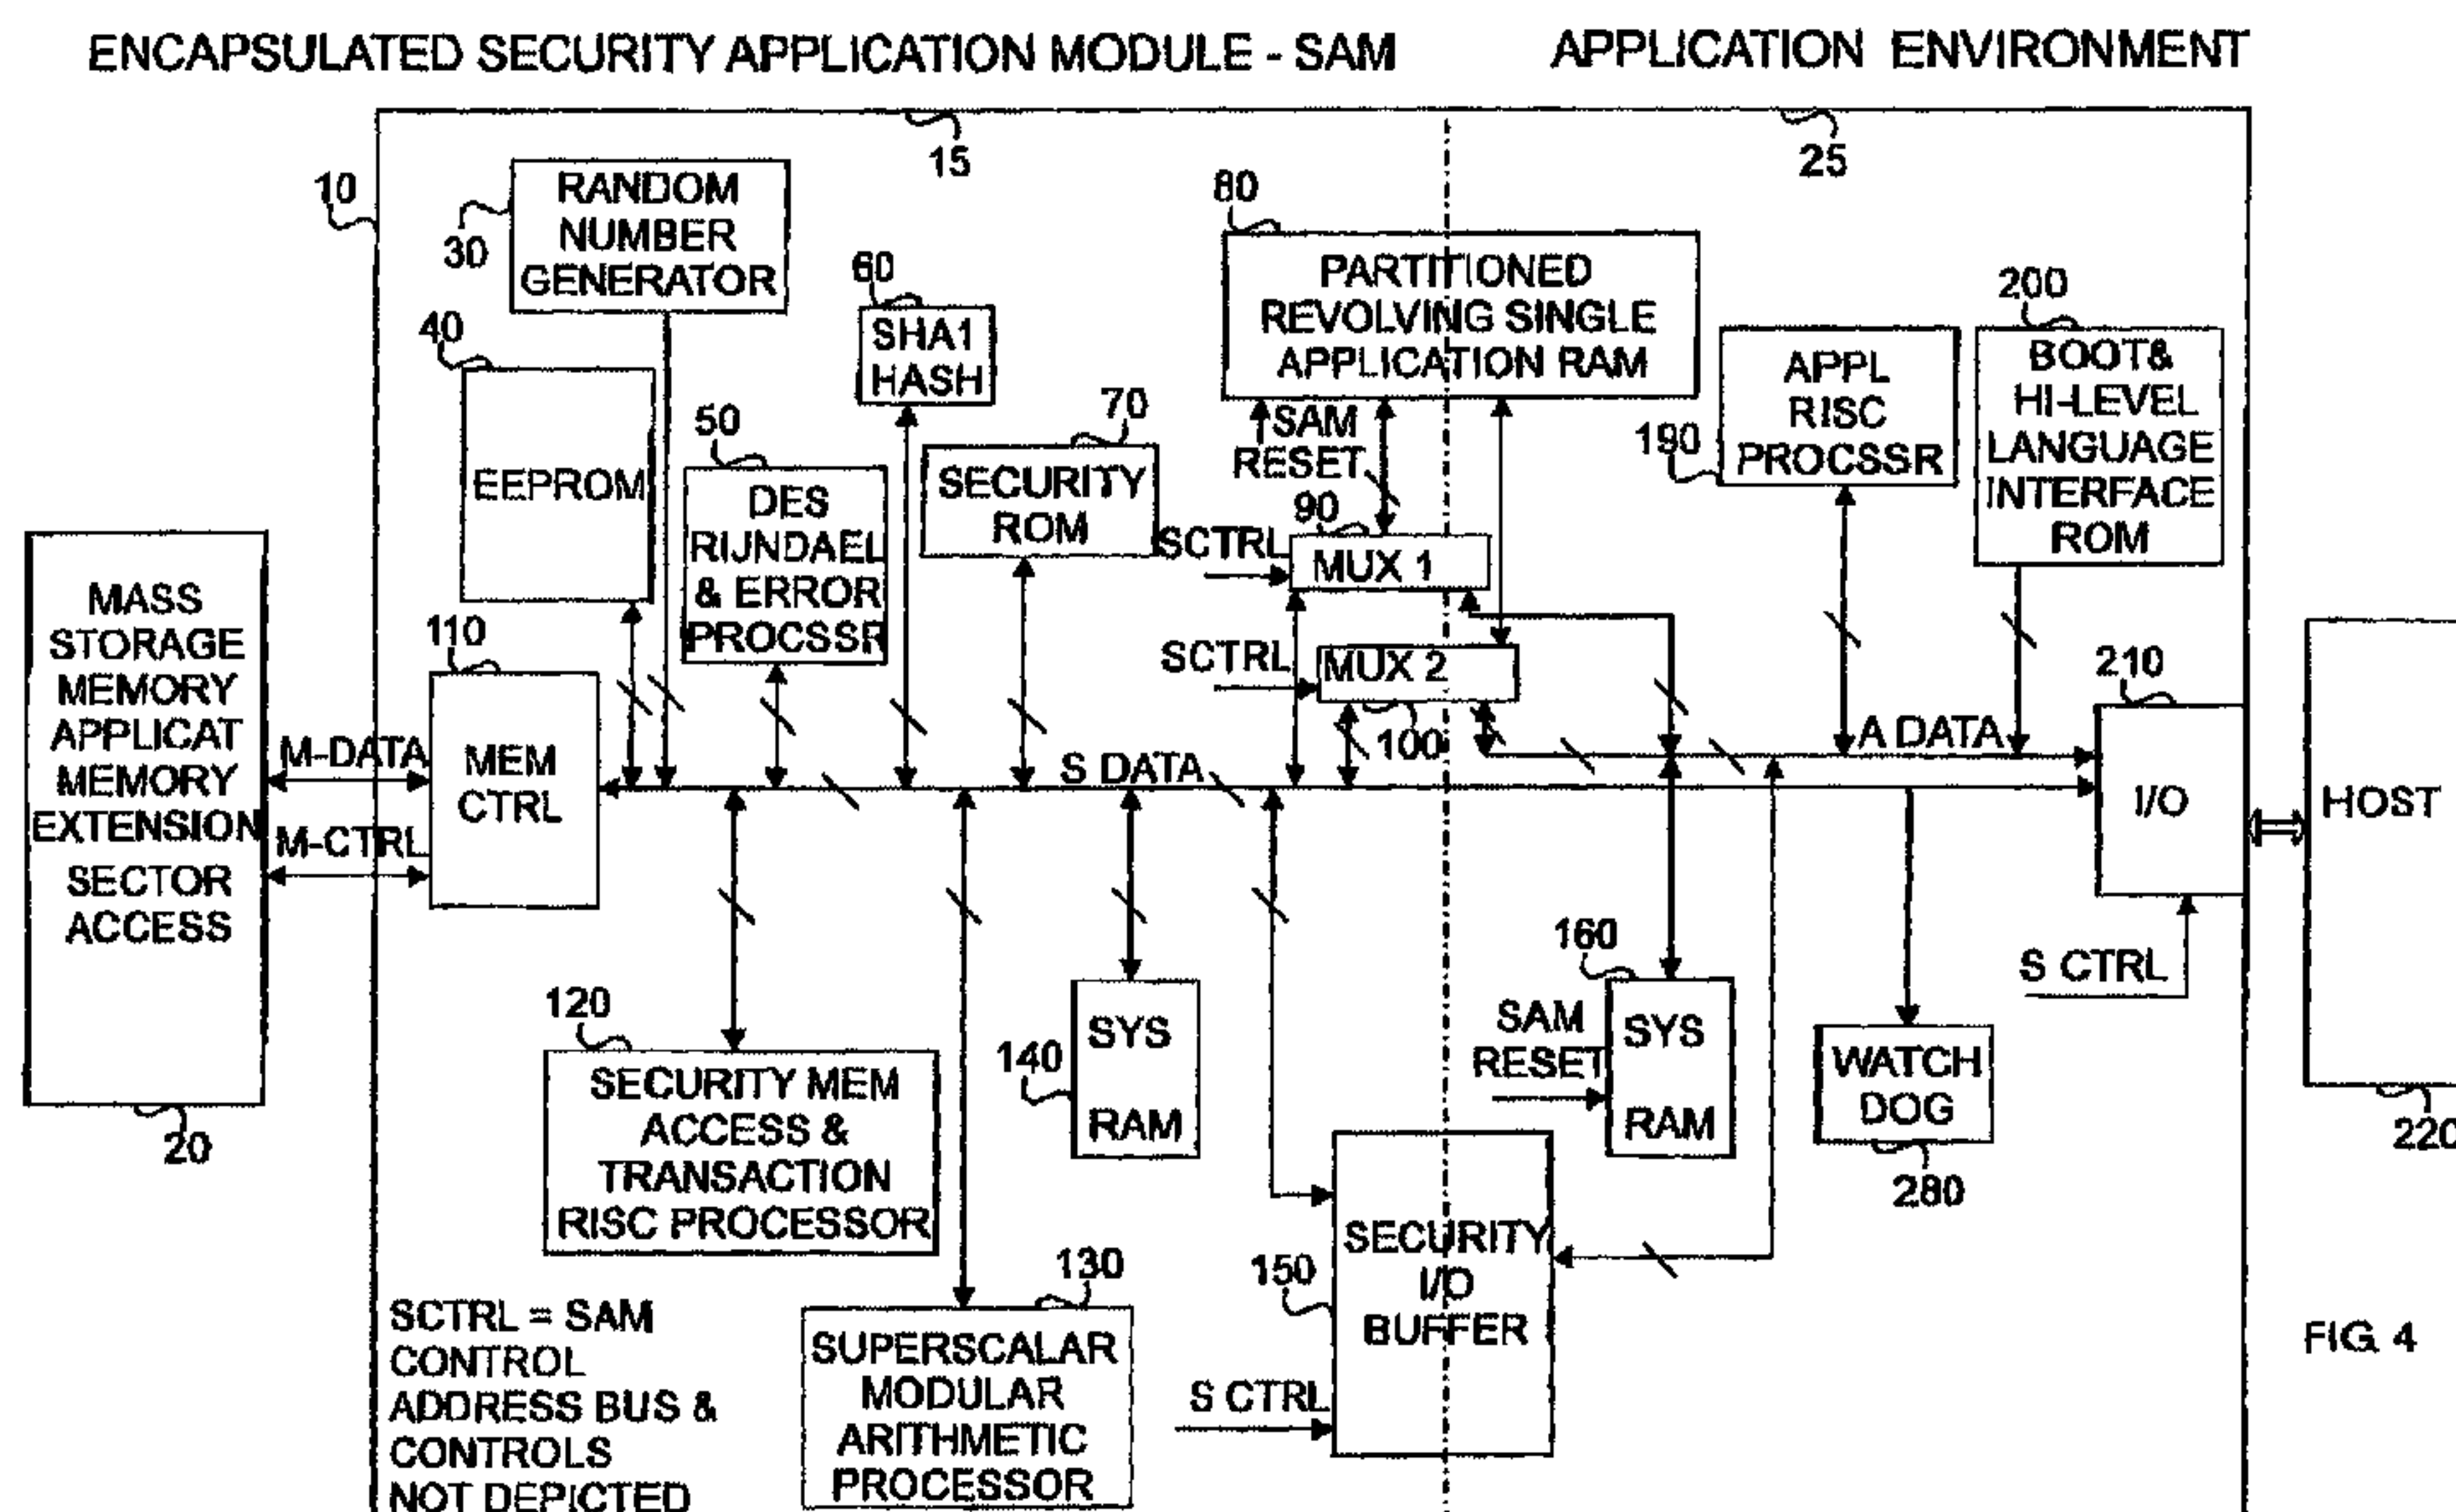 ENCAPSULATED SECURITY APPLICATION MODULE - SAM
APPLICATION ENVIRONMENT
10
15
25
RANDOM
NUMBER
GENERATOR
30
40
EEPROM
50
DES
RIJNDAEL
& ERROR
PROCSSR
60
SHA1
HASH
70
SECURITY
ROM
80
PARTITIONED
REVOLVING SINGLE
APPLICATION RAM
SAM
RESET
90
SCTRL
MUX 1
SCTRL
MUX 2
100
190
APPL
RISC
PROCSSR
200
BOOT&
HI-LEVEL
LANGUAGE
INTERFACE
ROM
MASS
STORAGE
MEMORY
APPLICAT
MEMORY
EXTENSION
SECTOR
ACCESS
20
M-DATA
M-CTRL
110
MEM
CTRL
S DATA
A DATA
210
I/O
S CTRL
HOST
220
120
SECURITY MEM
ACCESS &
TRANSACTION
RISC PROCESSOR
130
SUPERSCALAR
MODULAR
ARITHMETIC
PROCESSOR
140
SYS
RAM
150
SECURITY
I/O
BUFFER
S CTRL
160
SAM
RESET
SYS
RAM
WATCH
DOG
280
SCTRL = SAM
CONTROL
ADDRESS BUS &
CONTROLS
NOT DEPICTED
FIG. 4